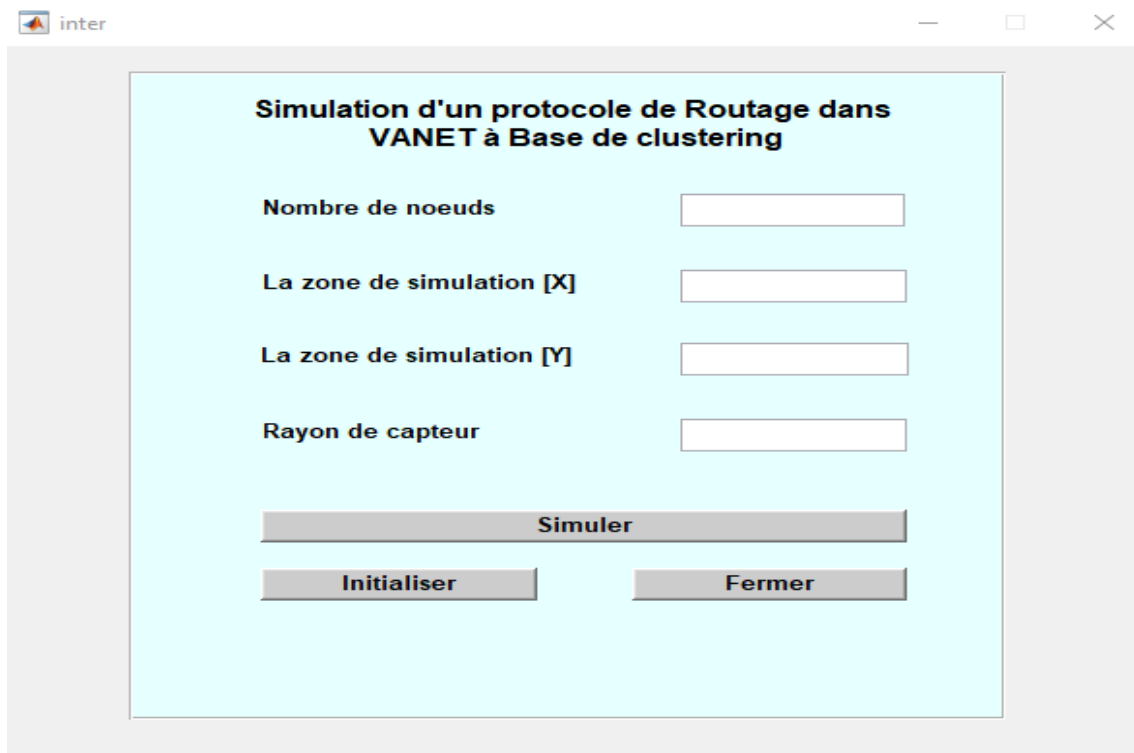 inter
Simulation d'un protocole de Routage dans
VANET à Base de clustering
Nombre de noeuds
La zone de simulation [X]
La zone de simulation [Y]
Rayon de capteur
Simuler
Initialiser
Fermer